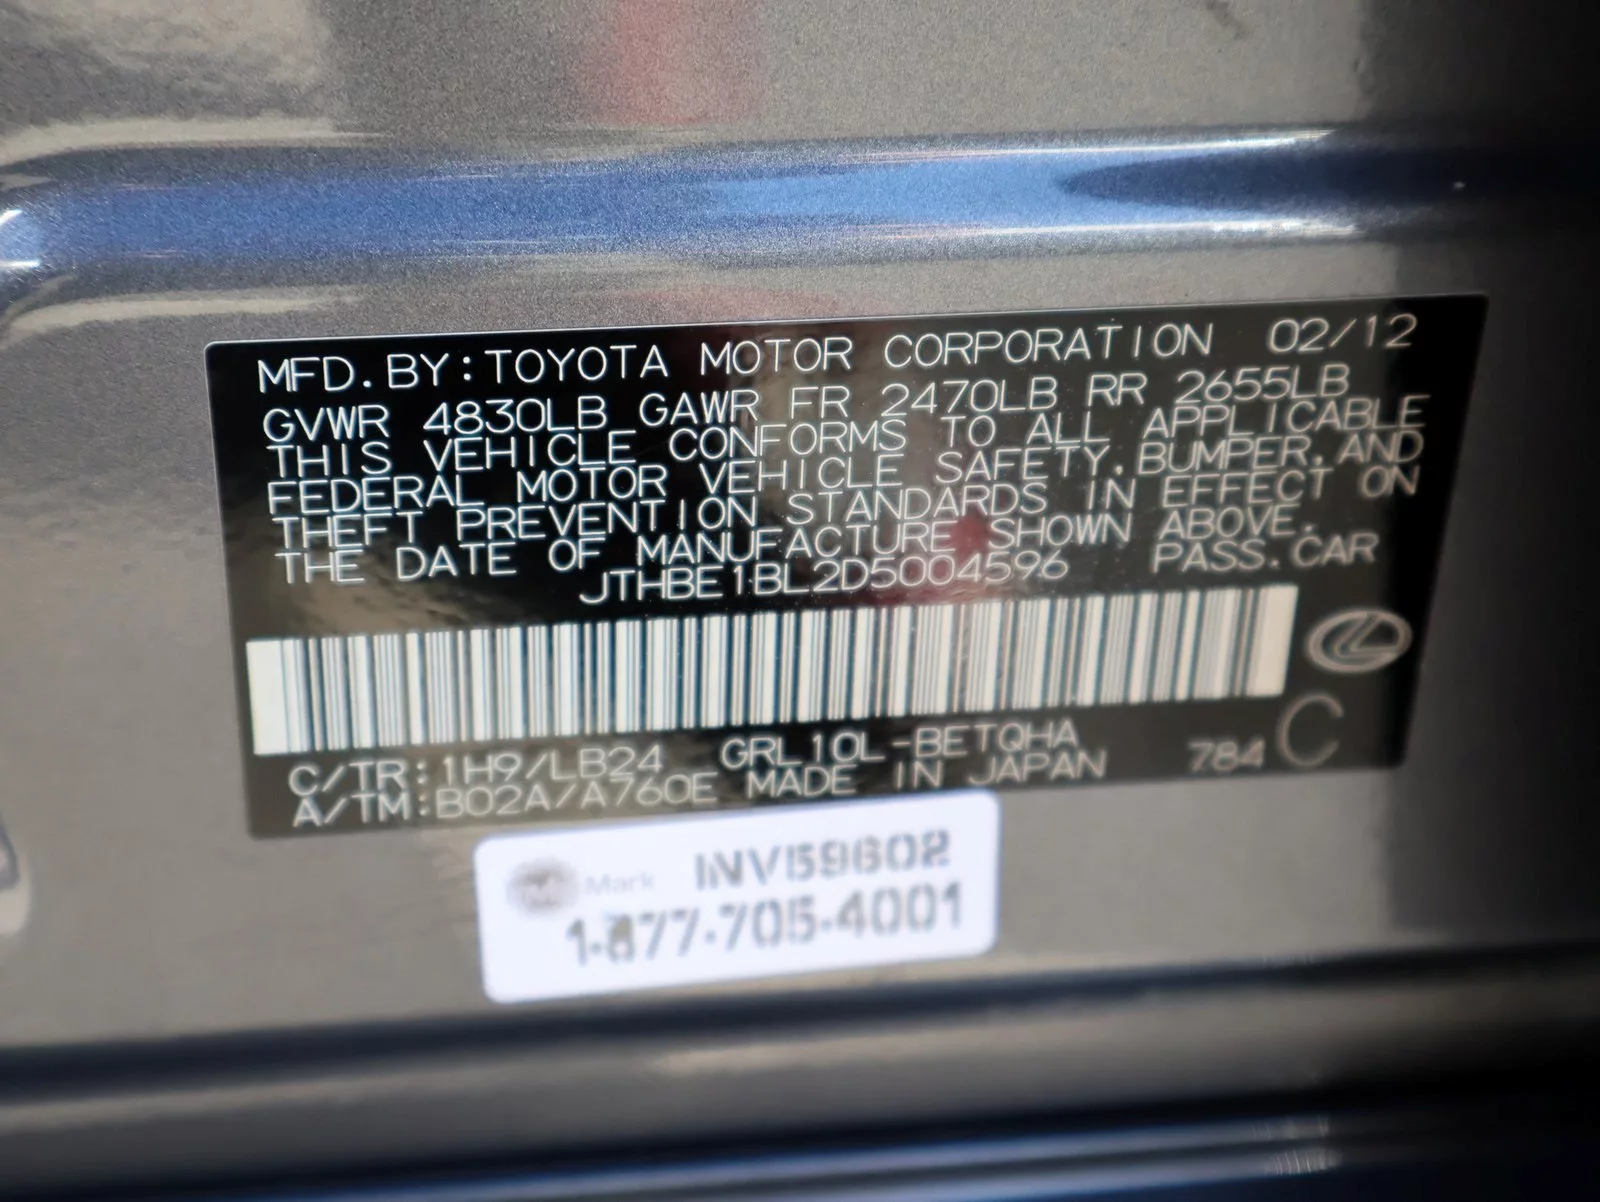 MFD. BY: TOYOTA MOTOR CORPORATION 02/12
GVWR 4830LB GAWR FR 2470LB RR 2655LB
THIS VEHICLE CONFORMS TO ALL APPLICABLE
FEDERAL MOTOR VEHICLE SAFETY, BUMPER, AND
THEFT PREVENTION STANDARDS IN EFFECT ON
THE DATE OF MANUFACTURE SHOWN ABOVE.
JTHBE1BL2D5004596 PASS. CAR
C/TR: 1H9/LB24 GRL10L-BETQHA
A/TM: B02A/A760E MADE IN JAPAN 784 C
Mark INV59602
1-877-705-4001